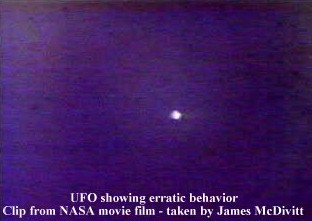 UFO showing erratic behavior
Clip from NASA movie film - taken by James McDivitt